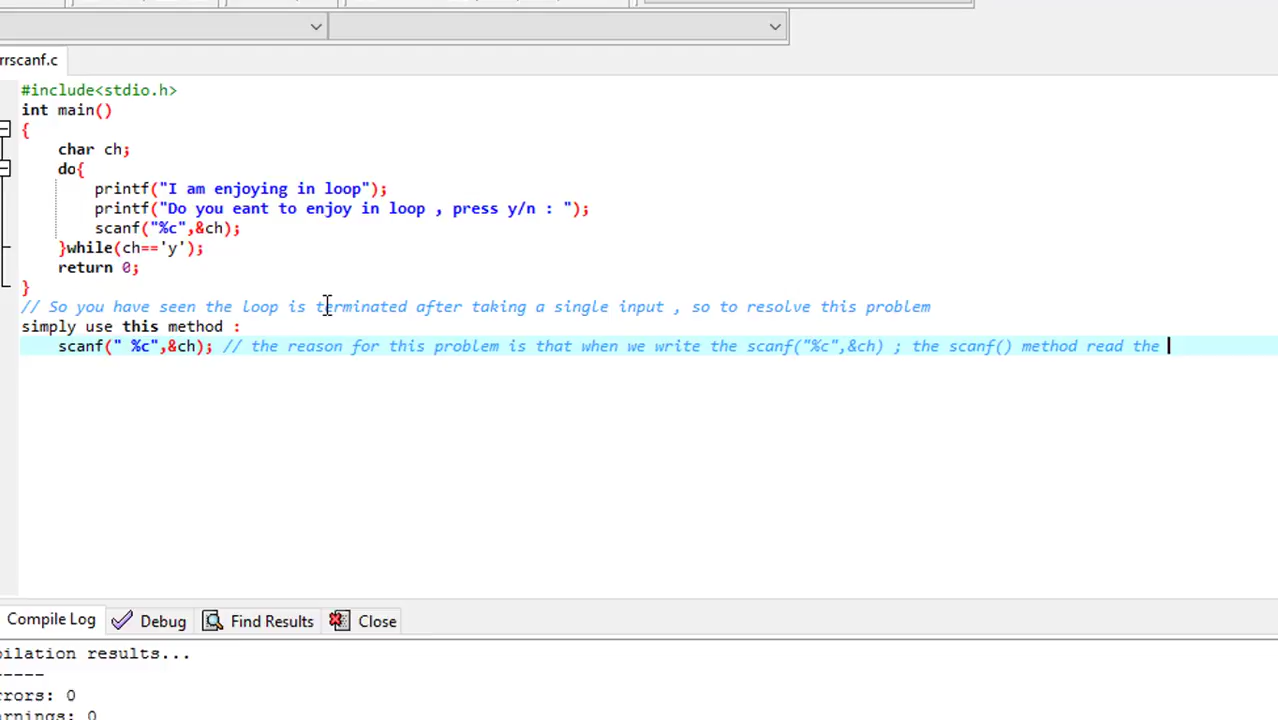 rrscanf.c
#include<stdio.h>
int main()
{
char ch;
do{
printf("I am enjoying in loop");
printf("Do you eant to enjoy in loop , press y/n : ");
scanf("%c",&ch);
}while(ch=='y');
return 0;
}
// So you have seen the loop is terminated after taking a single input , so to resolve this problem
simply use this method :
scanf(" %c",&ch); // the reason for this problem is that when we write the scanf("%c",&ch) ; the scanf() method read the
Compile Log Debug Find Results Close
ilation results...
-----
rrors: 0
arnings: 0